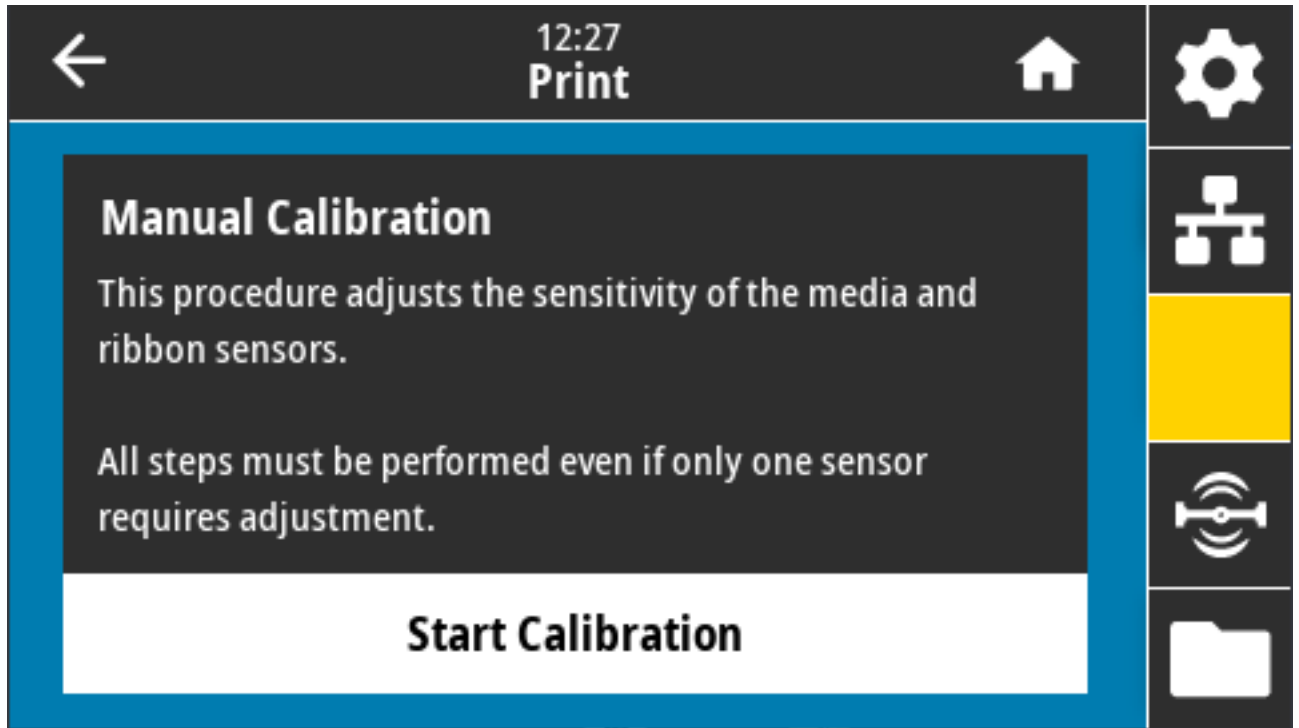 12:27
Print
Manual Calibration
This procedure adjusts the sensitivity of the media and
ribbon sensors.
All steps must be performed even if only one sensor
requires adjustment.
Start Calibration